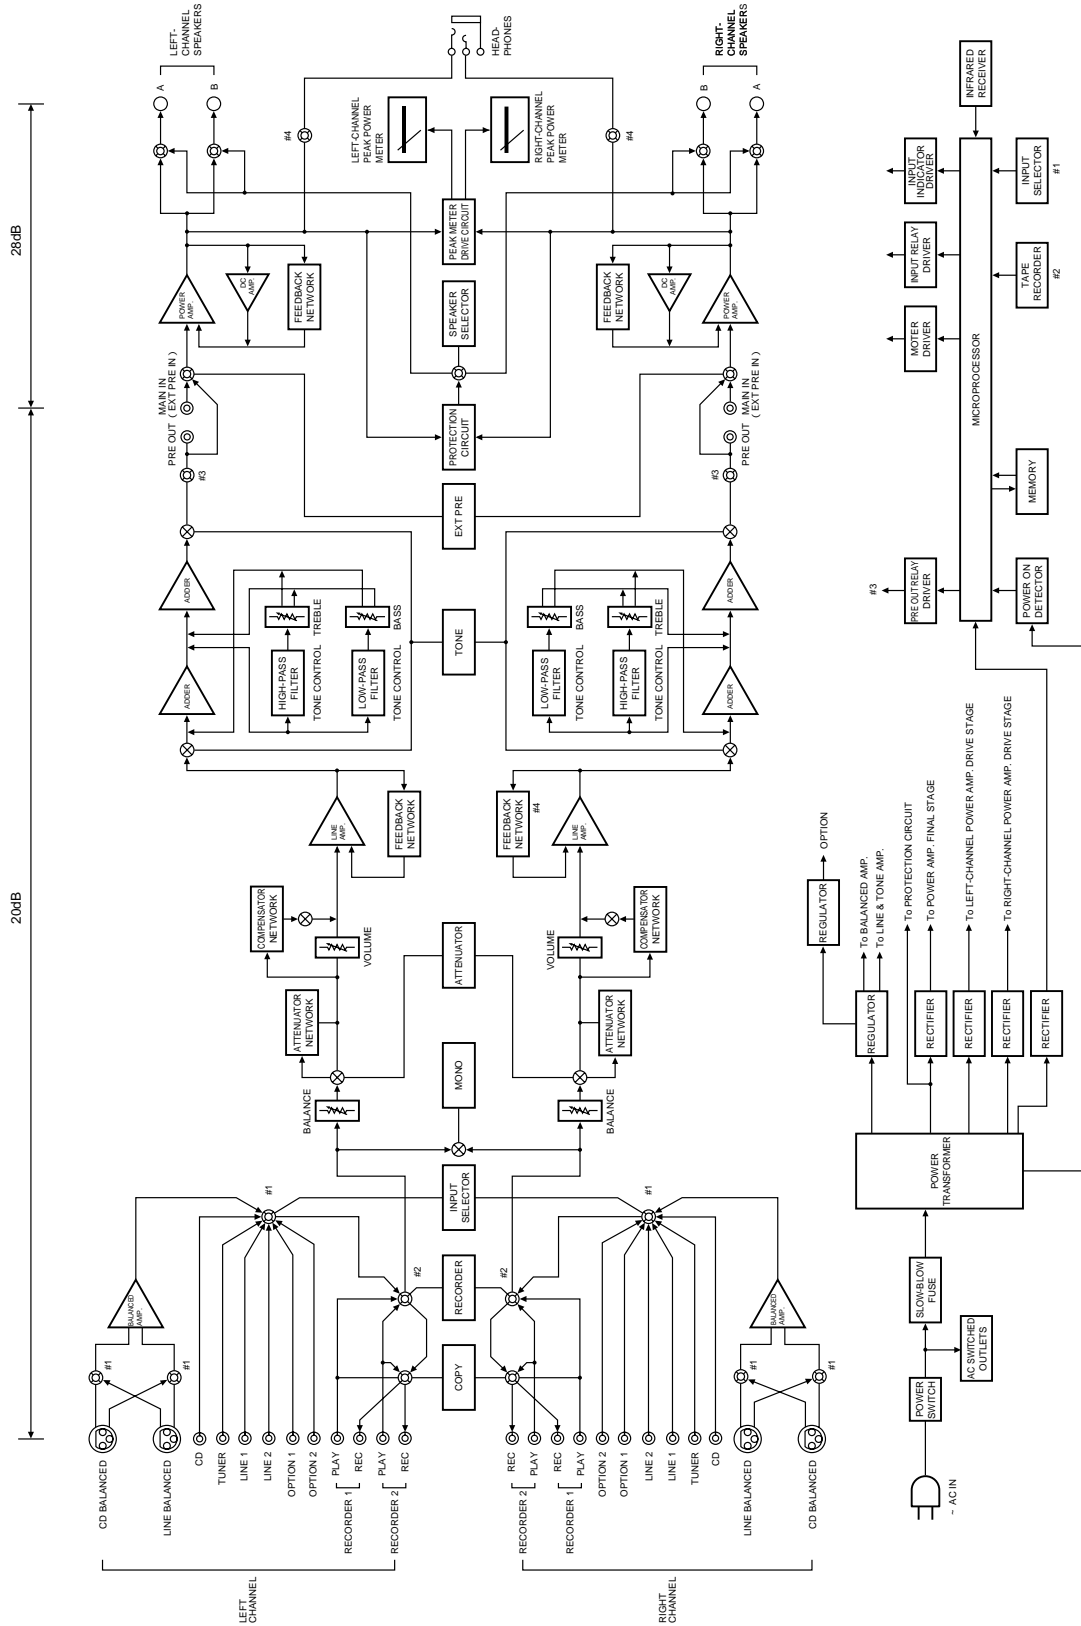 28dB
20dB
LEFT-
CHANNEL
SPEAKERS
A
B
HEAD-
PHONES
RIGHT-
CHANNEL
SPEAKERS
B
A
#4
LEFT-CHANNEL
PEAK POWER
METER
RIGHT-CHANNEL
PEAK POWER
METER
#4
PEAK METER
DRIVE CIRCUIT
POWER
AMP.
DC
AMP.
FEEDBACK
NETWORK
SPEAKER
SELECTOR
FEEDBACK
NETWORK
DC
AMP.
POWER
AMP.
MAIN IN
( EXT PRE IN )
PRE OUT
#3
PROTECTION
CIRCUIT
MAIN IN
( EXT PRE IN )
PRE OUT
#3
EXT PRE
ADDER
TREBLE
BASS
HIGH-PASS
FILTER
LOW-PASS
FILTER
TONE CONTROL
TONE CONTROL
ADDER
TONE
BASS
TREBLE
LOW-PASS
FILTER
HIGH-PASS
FILTER
TONE CONTROL
TONE CONTROL
ADDER
ADDER
LINE
AMP.
FEEDBACK
NETWORK
FEEDBACK
NETWORK
#4
LINE
AMP.
COMPENSATOR
NETWORK
VOLUME
ATTENUATOR
VOLUME
COMPENSATOR
NETWORK
ATTENUATOR
NETWORK
ATTENUATOR
NETWORK
MONO
BALANCE
BALANCE
INPUT
SELECTOR
#1
#1
BALANCED
AMP.
#2
RECORDER
#2
BALANCED
AMP.
#1
#1
COPY
#1
#1
CD BALANCED
LINE BALANCED
CD
TUNER
LINE 1
LINE 2
OPTION 1
OPTION 2
PLAY
REC
PLAY
REC
RECORDER 1
RECORDER 2
LEFT
CHANNEL
REC
PLAY
REC
PLAY
RECORDER 2
RECORDER 1
OPTION 2
OPTION 1
LINE 2
LINE 1
TUNER
CD
LINE BALANCED
CD BALANCED
RIGHT
CHANNEL
INFRARED
RECEIVER
INPUT
INDICATOR
DRIVER
INPUT
SELECTOR
#1
INPUT RELAY
DRIVER
TAPE
RECORDER
#2
MOTER
DRIVER
MICROPROCESSOR
MEMORY
#3
PRE OUT RELAY
DRIVER
POWER ON
DETECTOR
OPTION
REGULATOR
To BALANCED AMP.
To LINE & TONE AMP.
To PROTECTION CIRCUIT
To POWER AMP. FINAL STAGE
To LEFT-CHANNEL POWER AMP. DRIVE STAGE
To RIGHT-CHANNEL POWER AMP. DRIVE STAGE
REGULATOR
RECTIFIER
RECTIFIER
RECTIFIER
RECTIFIER
POWER
TRANSFORMER
SLOW-BLOW
FUSE
AC SWITCHED
OUTLETS
POWER
SWITCH
~ AC IN